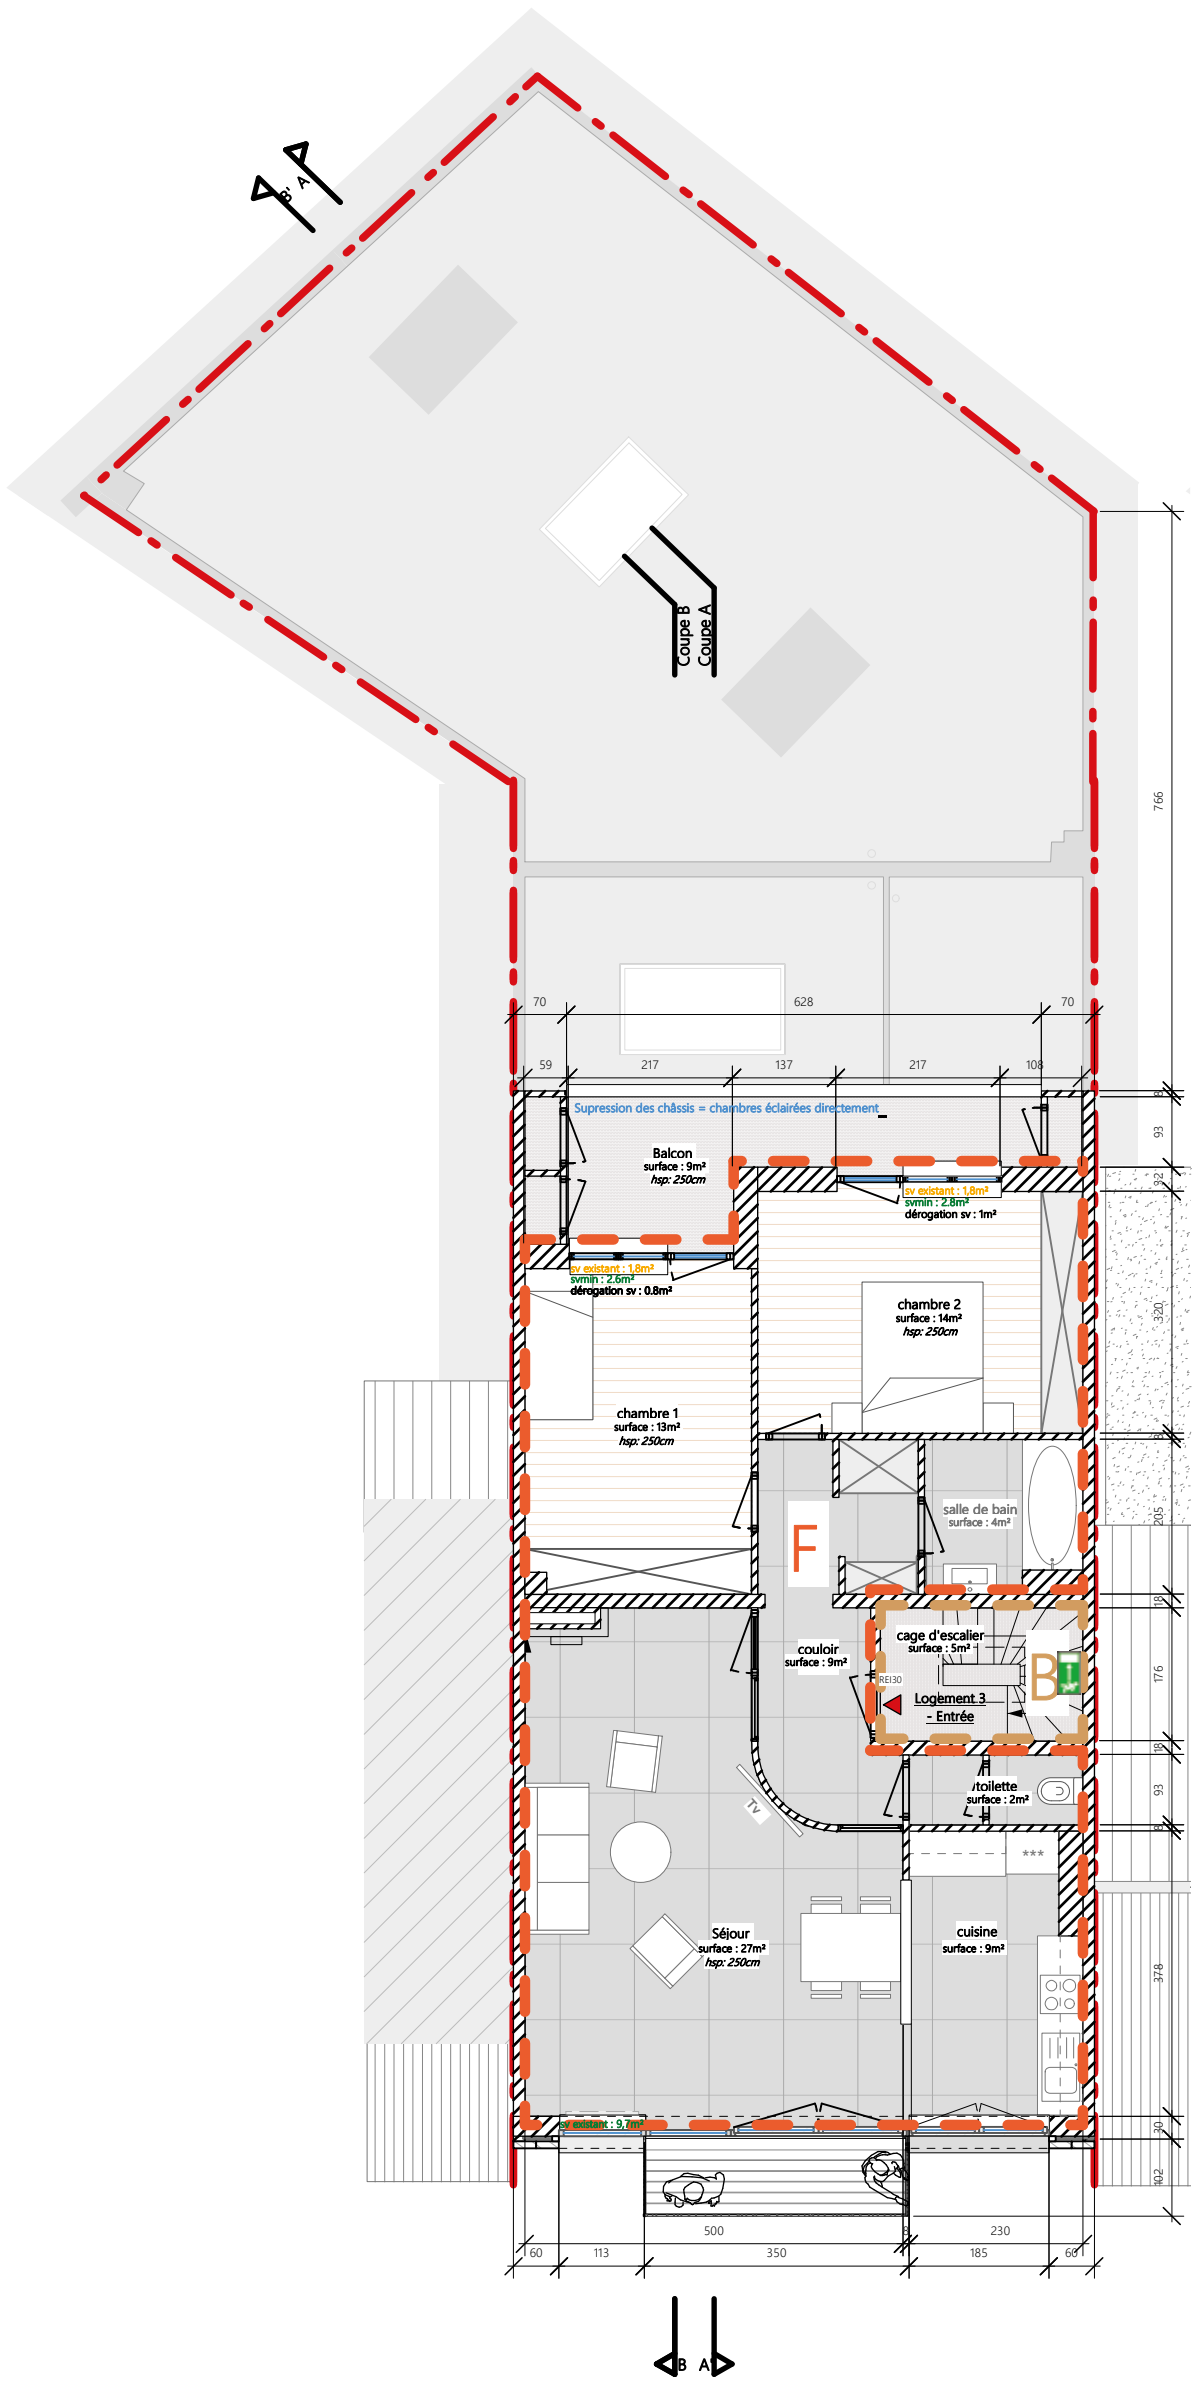 B' A
Coupe B
Coupe A
766
70
628
70
59
217
137
217
108
Supression des châssis = chambres éclairées directement
8
93
32
Balcon
surface : 9m²
hsp: 250cm
sv existant : 1,8m²
svmin : 2.8m²
dérogation sv : 1m²
sv existant : 1,8m²
svmin : 2.6m²
dérogation sv : 0.8m²
chambre 2
surface : 14m²
hsp: 250cm
320
chambre 1
surface : 13m²
hsp: 250cm
8
F
salle de bain
surface : 4m²
205
18
cage d'escalier
surface : 5m²
couloir
surface : 9m²
REI30
B
176
Logement 3
- Entrée
18
toilette
surface : 2m²
93
Tv
8
***
Séjour
surface : 27m²
hsp: 250cm
cuisine
surface : 9m²
378
sv existant : 9,7m²
30
102
500
8
230
60
113
350
185
60
B A'